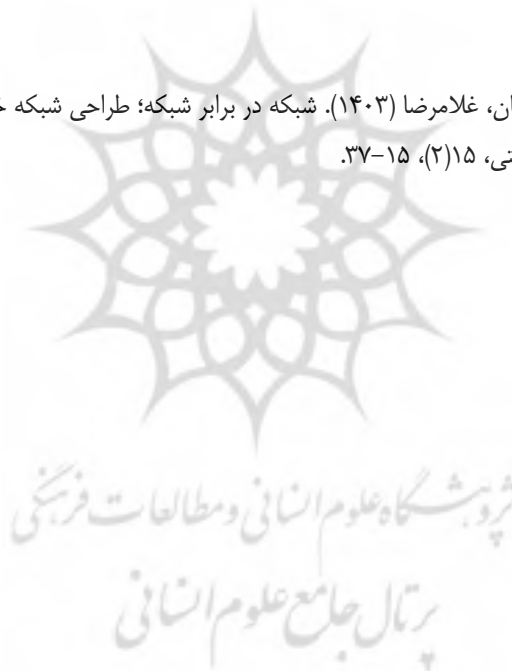 ان، غلامرضا (۱۴۰۳). شبکه در برابر شبکه؛ طراحی شبکه
تی، ۱۵(۲)، ۱۵-۳۷.
پژوهشگاه علوم انسانی و مطالعات فرهنگی
پرتال جامع علوم انسانی